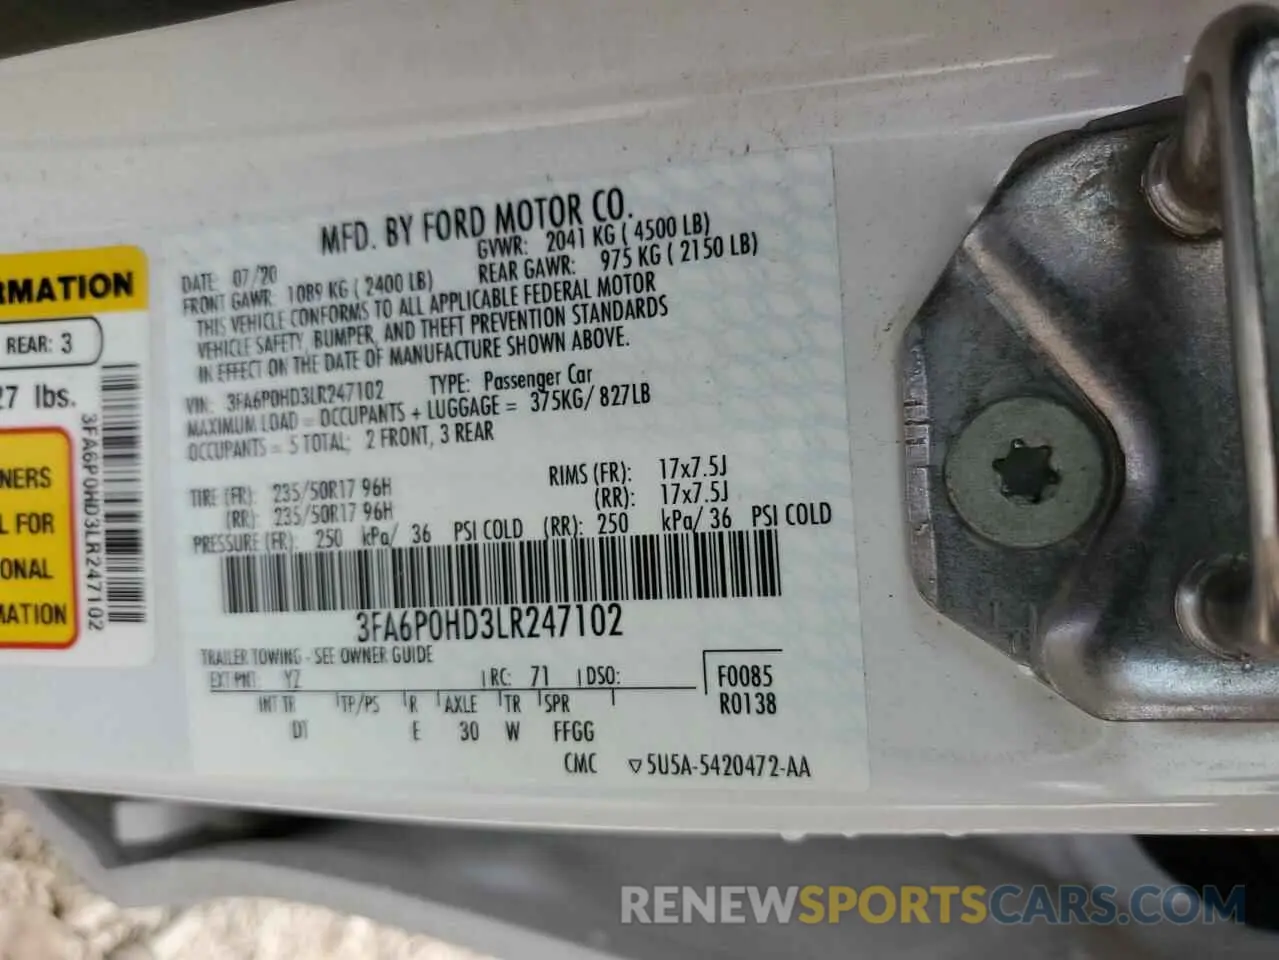 MFD. BY FORD MOTOR CO.
DATE: 07/20 GVWR: 2041 KG ( 4500 LB)
FRONT GAWR: 1089 KG ( 2400 LB) REAR GAWR: 975 KG ( 2150 LB)
THIS VEHICLE CONFORMS TO ALL APPLICABLE FEDERAL MOTOR
VEHICLE SAFETY, BUMPER, AND THEFT PREVENTION STANDARDS
IN EFFECT ON THE DATE OF MANUFACTURE SHOWN ABOVE.
VIN: 3FA6P0HD3LR247102 TYPE: Passenger Car
MAXIMUM LOAD = OCCUPANTS + LUGGAGE = 375KG/ 827LB
OCCUPANTS = 5 TOTAL; 2 FRONT, 3 REAR
TIRE (FR): 235/50R17 96H RIMS (FR): 17x7.5J
(RR): 235/50R17 96H (RR): 17x7.5J
PRESSURE (FR): 250 kPa/ 36 PSI COLD (RR): 250 kPa/ 36 PSI COLD
3FA6P0HD3LR247102
TRAILER TOWING - SEE OWNER GUIDE
EXT PNT: YZ RC: 71 DSO: F0085
INT TR TP/PS R AXLE TR SPR R0138
DT E 30 W FFGG
CMC ▽5U5A-5420472-AA
RMATION
REAR: 3
27 lbs.
3FA6P0HD3LR247102
NERS
L FOR
ONAL
MATION
RENEWSPORTSCARS.COM